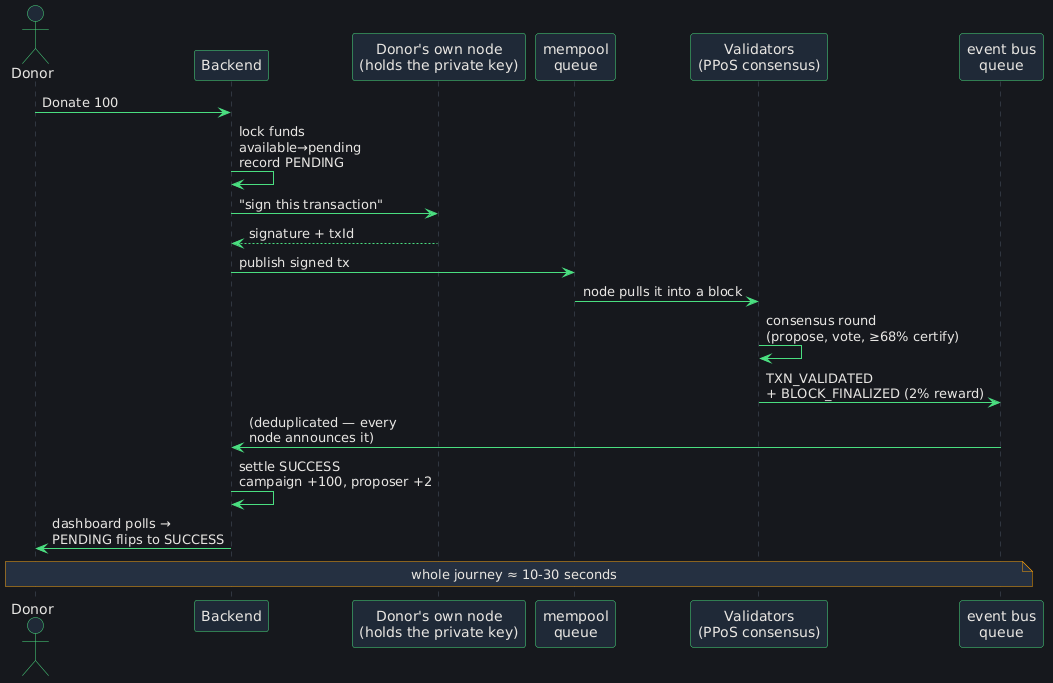 Donor
Backend
Donor's own node
(holds the private key)
mempool
queue
Validators
(PPoS consensus)
event bus
queue
Donate 100
lock funds
available→pending
record PENDING
"sign this transaction"
signature + txId
publish signed tx
node pulls it into a block
consensus round
(propose, vote, ≥68% certify)
TXN_VALIDATED
+ BLOCK_FINALIZED (2% reward)
(deduplicated — every
node announces it)
settle SUCCESS
campaign +100, proposer +2
dashboard polls →
PENDING flips to SUCCESS
whole journey ≈ 10-30 seconds
Donor
Backend
Donor's own node
(holds the private key)
mempool
queue
Validators
(PPoS consensus)
event bus
queue